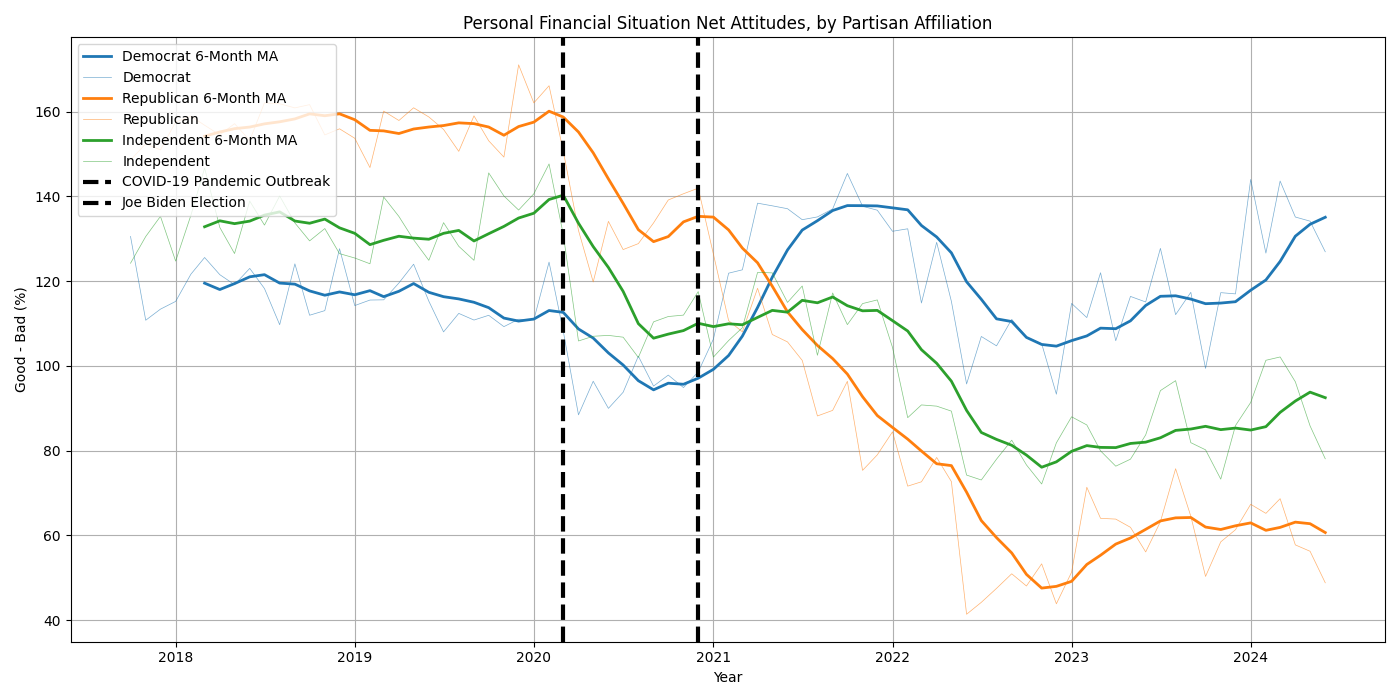 Personal Financial Situation Net Attitudes, by Partisan Affiliation
Democrat 6-Month MA
Democrat
Republican 6-Month MA
Republican
Independent 6-Month MA
Independent
COVID-19 Pandemic Outbreak
Joe Biden Election
Good - Bad (%)
160
140
120
100
80
60
40
2018 2019 2020 2021 2022 2023 2024
Year